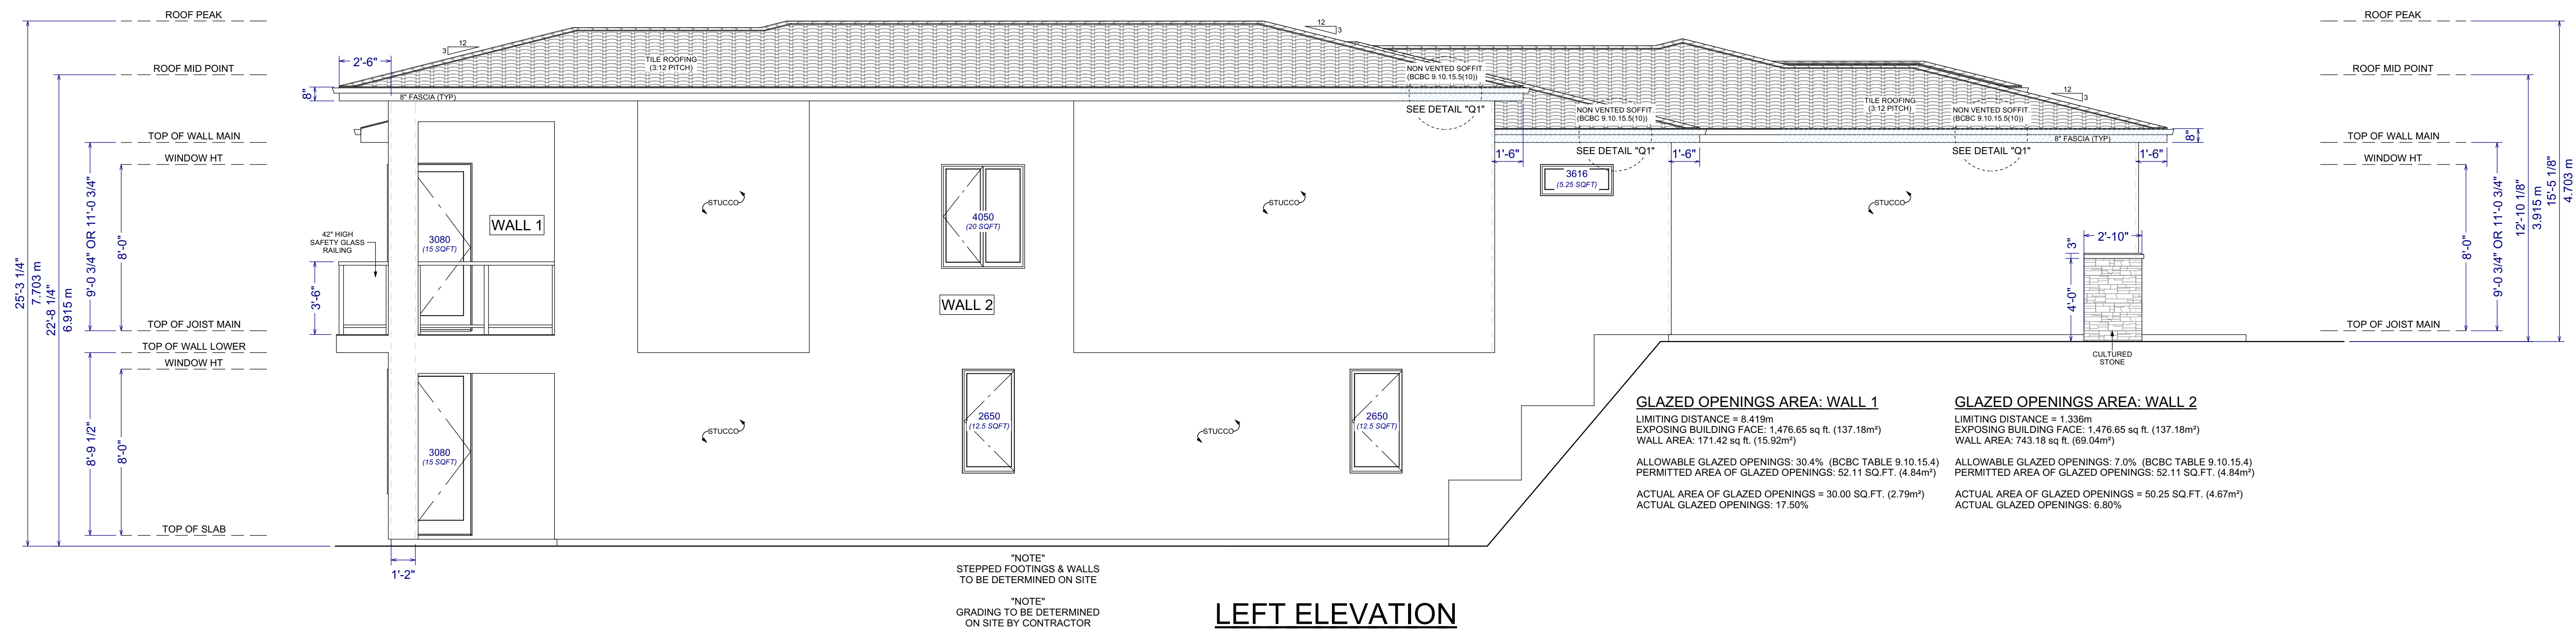 ROOF PEAK
ROOF MID POINT
TOP OF WALL MAIN
WINDOW HT
TOP OF JOIST MAIN
TOP OF WALL LOWER
WINDOW HT
TOP OF SLAB
25'-3 1/4"
7.703 m
22'-8 1/4"
6.915 m
9'-0 3/4" OR 11'-0 3/4"
8'-0"
8'-9 1/2"
8'-0"
2'-6"
8"
3
12
8" FASCIA (TYP)
TILE ROOFING
(3:12 PITCH)
42" HIGH
SAFETY GLASS
RAILING
3'-6"
3080
(15 SQFT)
WALL 1
3080
(15 SQFT)
1'-2"
STUCCO
STUCCO
4050
(20 SQFT)
WALL 2
2650
(12.5 SQFT)
STUCCO
STUCCO
2650
(12.5 SQFT)
12
3
NON VENTED SOFFIT
(BCBC 9.10.15.5(10))
SEE DETAIL "Q1"
1'-6"
NON VENTED SOFFIT
(BCBC 9.10.15.5(10))
SEE DETAIL "Q1"
3616
(5.25 SQFT)
1'-6"
TILE ROOFING
(3:12 PITCH)
STUCCO
NON VENTED SOFFIT
(BCBC 9.10.15.5(10))
SEE DETAIL "Q1"
12
3
8" FASCIA (TYP)
8"
1'-6"
2'-10"
3"
4'-0"
CULTURED
STONE
ROOF PEAK
ROOF MID POINT
TOP OF WALL MAIN
WINDOW HT
TOP OF JOIST MAIN
8'-0"
9'-0 3/4" OR 11'-0 3/4"
12'-10 1/8"
3.915 m
15'-5 1/8"
4.703 m
GLAZED OPENINGS AREA: WALL 1
LIMITING DISTANCE = 8.419m
EXPOSING BUILDING FACE: 1,476.65 sq ft. (137.18m²)
WALL AREA: 171.42 sq ft. (15.92m²)
ALLOWABLE GLAZED OPENINGS: 30.4% (BCBC TABLE 9.10.15.4)
PERMITTED AREA OF GLAZED OPENINGS: 52.11 SQ.FT. (4.84m²)
ACTUAL AREA OF GLAZED OPENINGS = 30.00 SQ.FT. (2.79m²)
ACTUAL GLAZED OPENINGS: 17.50%
GLAZED OPENINGS AREA: WALL 2
LIMITING DISTANCE = 1.336m
EXPOSING BUILDING FACE: 1,476.65 sq ft. (137.18m²)
WALL AREA: 743.18 sq ft. (69.04m²)
ALLOWABLE GLAZED OPENINGS: 7.0% (BCBC TABLE 9.10.15.4)
PERMITTED AREA OF GLAZED OPENINGS: 52.11 SQ.FT. (4.84m²)
ACTUAL AREA OF GLAZED OPENINGS = 50.25 SQ.FT. (4.67m²)
ACTUAL GLAZED OPENINGS: 6.80%
"NOTE"
STEPPED FOOTINGS & WALLS
TO BE DETERMINED ON SITE
"NOTE"
GRADING TO BE DETERMINED
ON SITE BY CONTRACTOR
LEFT ELEVATION